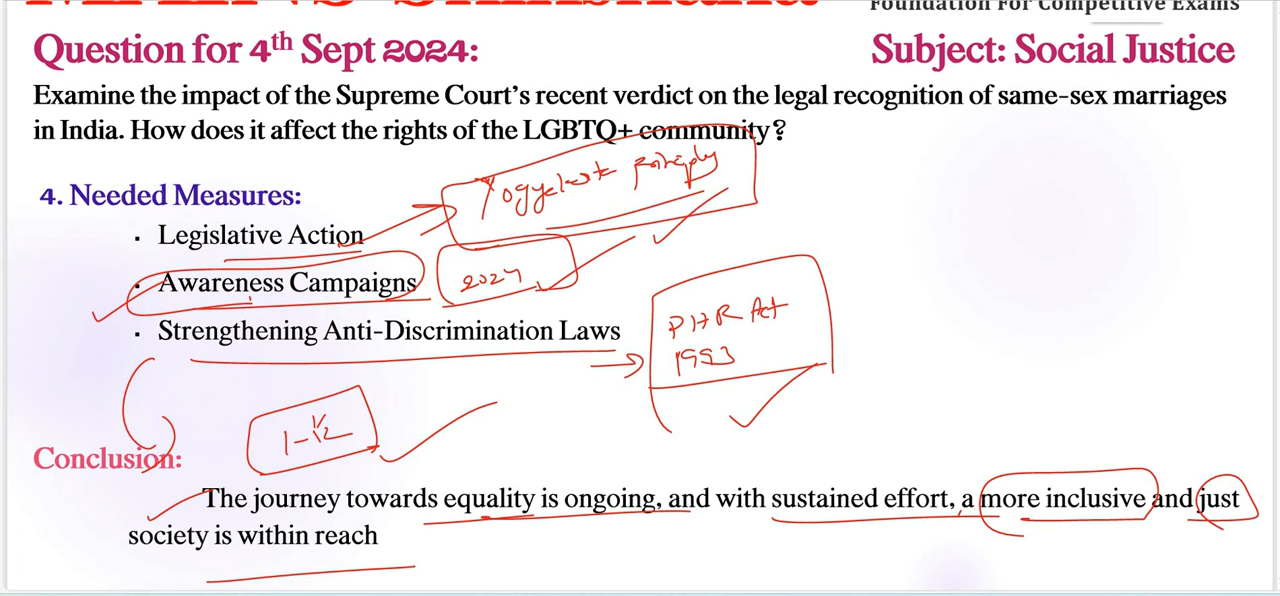 Foundation For Competitive Exams
Question for 4th Sept 2024:
Subject: Social Justice
Examine the impact of the Supreme Court's recent verdict on the legal recognition of same-sex marriages
in India. How does it affect the rights of the LGBTQ+ community?
4. Needed Measures:
· Legislative Action
· Awareness Campaigns
2024
· Strengthening Anti-Discrimination Laws
PHR Act
1993
1-1/2
Conclusion:
The journey towards equality is ongoing, and with sustained effort, a more inclusive and just
society is within reach